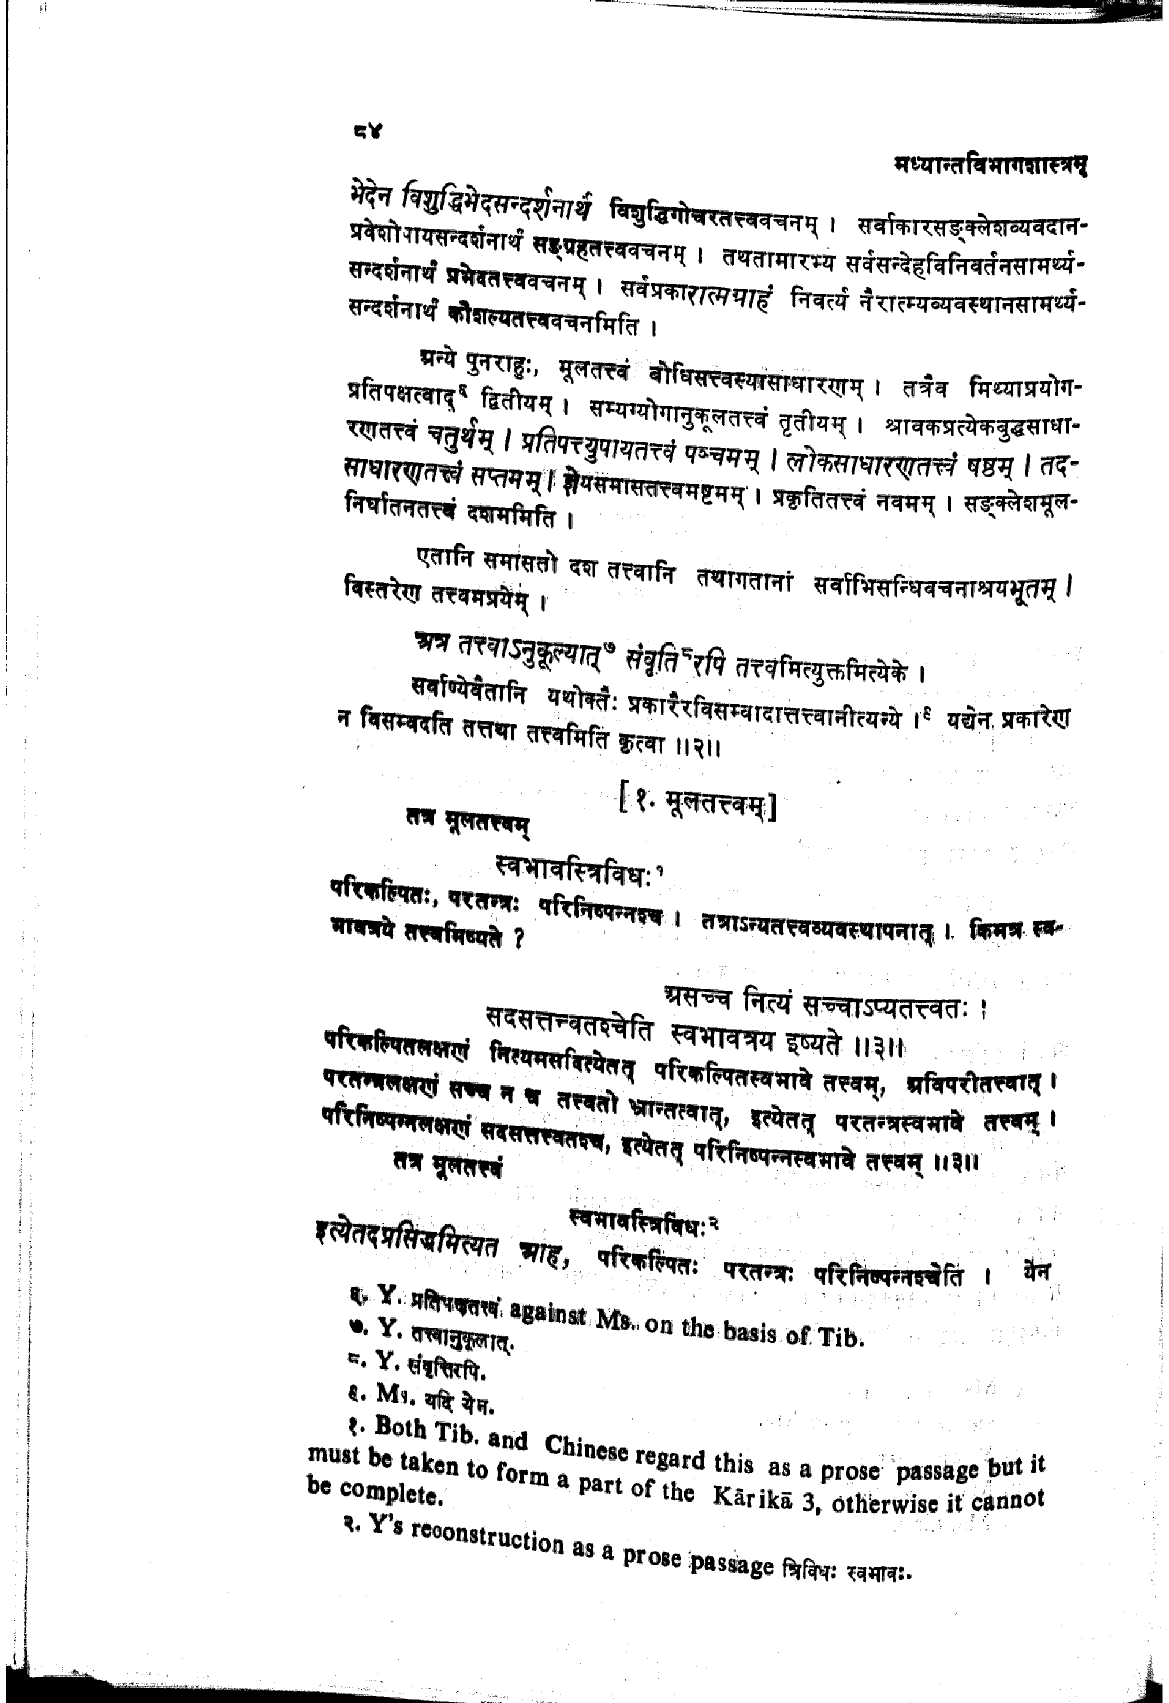 ८४
मध्यान्तविभागशास्त्रम्
भेदेन विशुद्धिभेदसन्दर्शनार्थं विशुद्धिगोचरतत्त्ववचनम् । सर्वाकारसङ्क्लेशव्यवदान-
प्रवेशोपायसन्दर्शनार्थं सङ्ग्रहतत्त्ववचनम् । तथतामारभ्य सर्वसन्देहविनिवर्तनसामर्थ्य-
सन्दर्शनार्थं प्रभेदतत्त्ववचनम् । सर्वप्रकारात्मग्राहं निवर्त्य नैरात्म्यव्यवस्थानसामर्थ्य-
सन्दर्शनार्थं कौशल्यतत्त्ववचनमिति ।
अन्ये पुनराहुः, मूलतत्त्वं बोधिसत्त्वस्यासाधारणम् । तत्रैव मिथ्याप्रयोग-
प्रतिपक्षत्वाद्६ द्वितीयम् । सम्यग्योगानुकूलतत्त्वं तृतीयम् । श्रावकप्रत्येकबुद्धसाधा-
रणतत्त्वं चतुर्थम् । प्रतिपत्त्युपायतत्त्वं पञ्चमम् । लोकसाधारणतत्त्वं षष्ठम् । तद-
साधारणतत्त्वं सप्तमम् । ज्ञेयसमासतत्त्वमष्टमम् । प्रकृतितत्त्वं नवमम् । सङ्क्लेशमूल-
निर्घातनतत्त्वं दशममिति ।
एतानि समासतो दश तत्त्वानि तथागतानां सर्वाभिसन्धिवचनाश्रयभूतम् ।
विस्तरेण तत्त्वमप्रमेयम् ।
अत्र तत्त्वाऽनुकूल्यात्७ संवृति८रपि तत्त्वमित्युक्तमित्येके ।
सर्वाण्येवैतानि यथोक्तैः प्रकारैरविसम्वादात्तत्त्वानीत्यन्ये ।९ यद्येन प्रकारेण
न विसम्वदति तत्तथा तत्त्वमिति कृत्वा ॥२॥
[१. मूलतत्त्वम्]
तत्र मूलतत्त्वम्
स्वभावस्त्रिविधः१
परिकल्पितः, परतन्त्रः परिनिष्पन्नश्च । तत्राऽन्यतत्त्वव्यवस्थापनात् । किमत्र स्व-
भावत्रये तत्त्वमिष्यते ?
असच्च नित्यं सच्चाऽप्यतत्त्वतः ।
सदसत्तत्त्वतश्चेति स्वभावत्रय इष्यते ॥३॥
परिकल्पितलक्षणं नित्यमसदित्येतत् परिकल्पितस्वभावे तत्त्वम्, अविपरीतत्वात् ।
परतन्त्रलक्षणं सच्च न च तत्त्वतो भ्रान्तत्वात्, इत्येतत् परतन्त्रस्वभावे तत्त्वम् ।
परिनिष्पन्नलक्षणं सदसत्तत्त्वतश्च, इत्येतत् परिनिष्पन्नस्वभावे तत्त्वम् ॥३॥
तत्र मूलतत्त्वं
स्वभावस्त्रिविधः२
इत्येतदप्रसिद्धमित्यत आह, परिकल्पितः परतन्त्रः परिनिष्पन्नश्चेति । येन
६. Y. प्रतिपक्षतत्त्वं against Ms. on the basis of Tib.
७. Y. तत्त्वानुकूलात्.
८. Y. संवृत्तिरपि.
९. Ms. यदि येन.
१. Both Tib. and Chinese regard this as a prose passage but it
must be taken to form a part of the Kārikā 3, otherwise it cannot
be complete.
२. Y's reconstruction as a prose passage त्रिविधः स्वभावः.